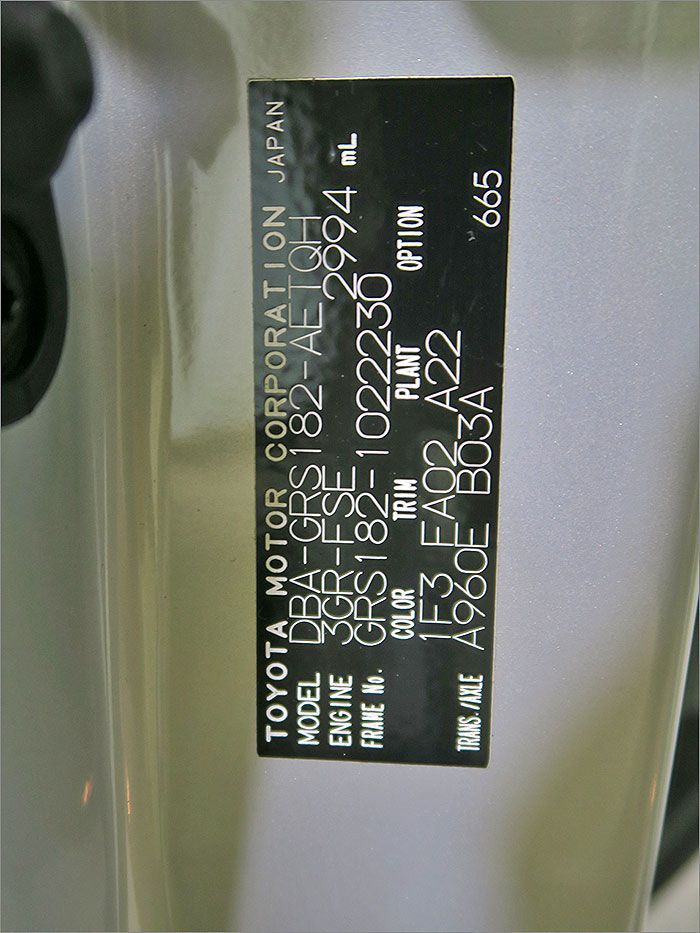 TOYOTA MOTOR CORPORATION JAPAN
MODEL DBA-GRS182-AETQH
ENGINE 3GR-FSE 2994 mL
FRAME No. GRS182-1022230
COLOR TRIM PLANT OPTION
1F3 FA02 A22
TRANS./AXLE A960E B03A 665